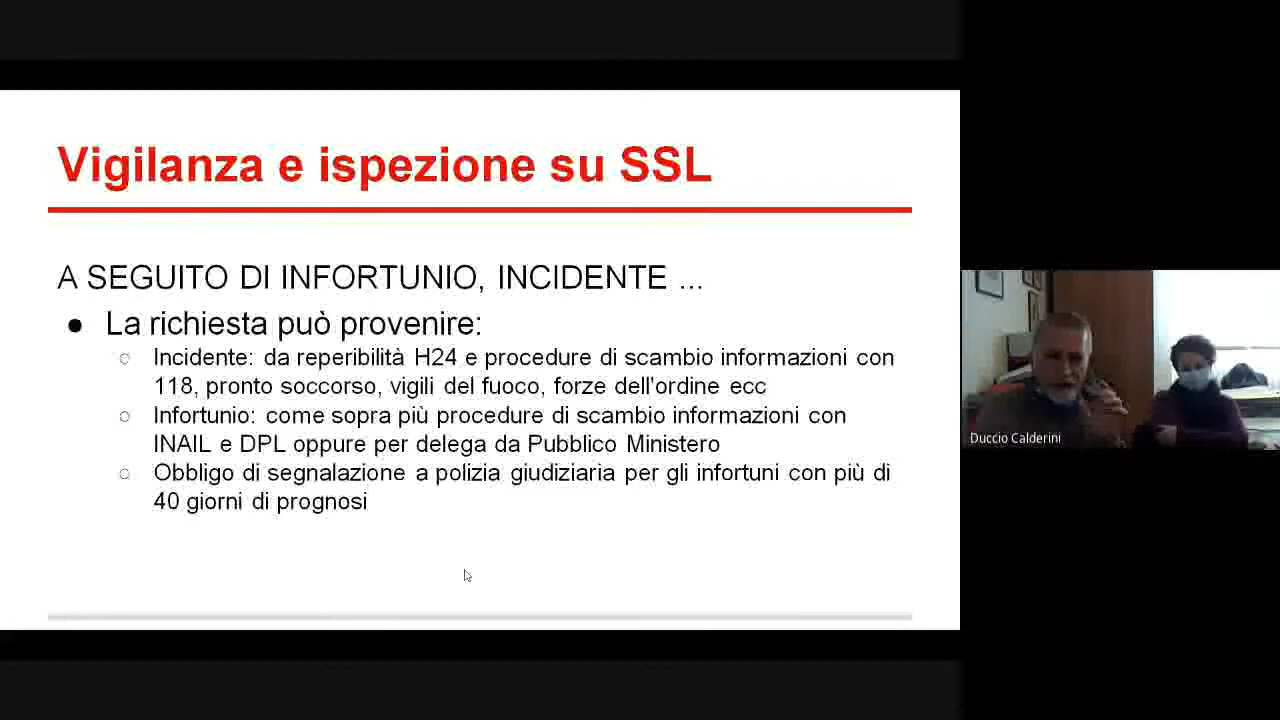 Vigilanza e ispezione su SSL
A SEGUITO DI INFORTUNIO, INCIDENTE ...
● La richiesta può provenire:
○ Incidente: da reperibilità H24 e procedure di scambio informazioni con
118, pronto soccorso, vigili del fuoco, forze dell'ordine ecc
○ Infortunio: come sopra più procedure di scambio informazioni con
INAIL e DPL oppure per delega da Pubblico Ministero
○ Obbligo di segnalazione a polizia giudiziaria per gli infortuni con più di
40 giorni di prognosi
Duccio Calderini